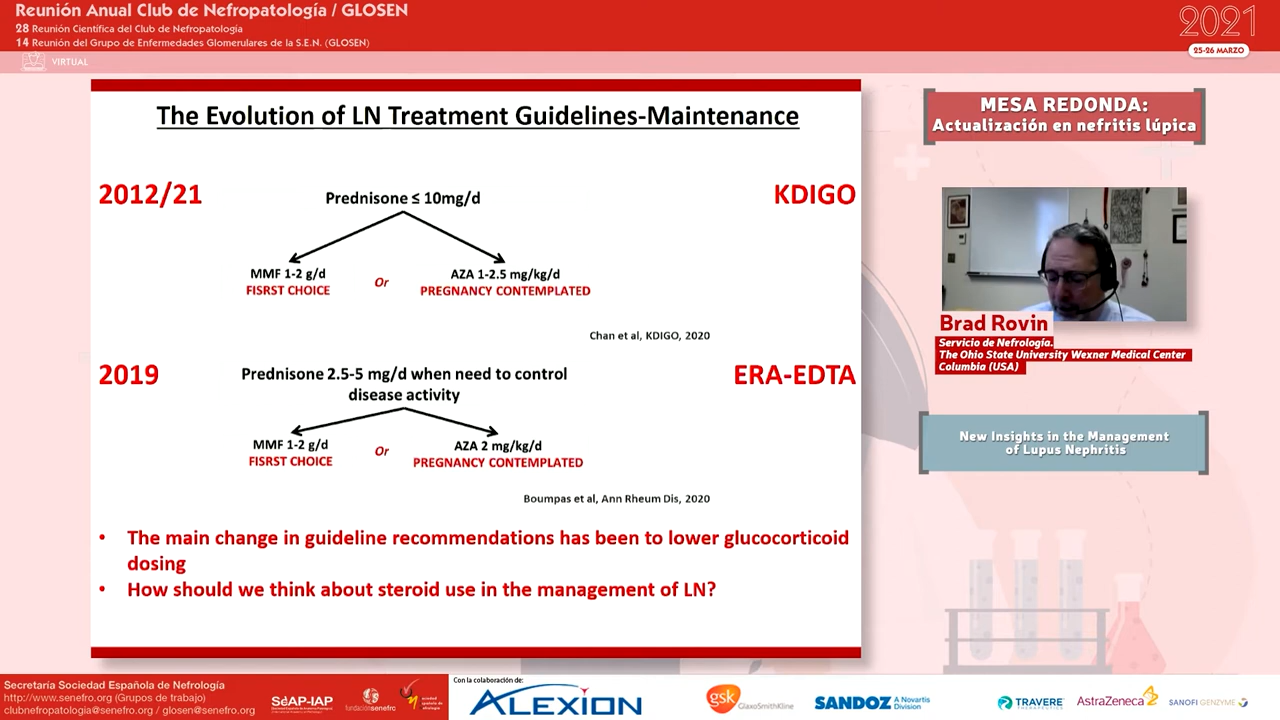 Reunión Anual Club de Nefropatología / GLOSEN
28 Reunión Científica del Club de Nefropatología
14 Reunión del Grupo de Enfermedades Glomerulares de la S.E.N. (GLOSEN)
VIRTUAL
2021
25-26 MARZO
The Evolution of LN Treatment Guidelines-Maintenance
2012/21
Prednisone ≤ 10mg/d
KDIGO
MMF 1-2 g/d
FISRST CHOICE
Or
AZA 1-2.5 mg/kg/d
PREGNANCY CONTEMPLATED
Chan et al, KDIGO, 2020
2019
Prednisone 2.5-5 mg/d when need to control
disease activity
ERA-EDTA
MMF 1-2 g/d
FISRST CHOICE
Or
AZA 2 mg/kg/d
PREGNANCY CONTEMPLATED
Boumpas et al, Ann Rheum Dis, 2020
• The main change in guideline recommendations has been to lower glucocorticoid
dosing
• How should we think about steroid use in the management of LN?
MESA REDONDA:
Actualización en nefritis lúpica
Brad Rovin
Servicio de Nefrología.
The Ohio State University Wexner Medical Center
Columbia (USA)
New Insights in the Management
of Lupus Nephritis
Secretaría Sociedad Española de Nefrología
http://www.senefro.org (Grupos de trabajo)
clubnefropatologia@senefro.org / glosen@senefro.org
SEAP-IAP
fundaciónsenefro
Con la colaboración de:
ALEXION
gsk
GlaxoSmithKline
SANDOZ
A Novartis
Division
TRAVERE
THERAPEUTICS
AstraZeneca
SANOFI GENZYME